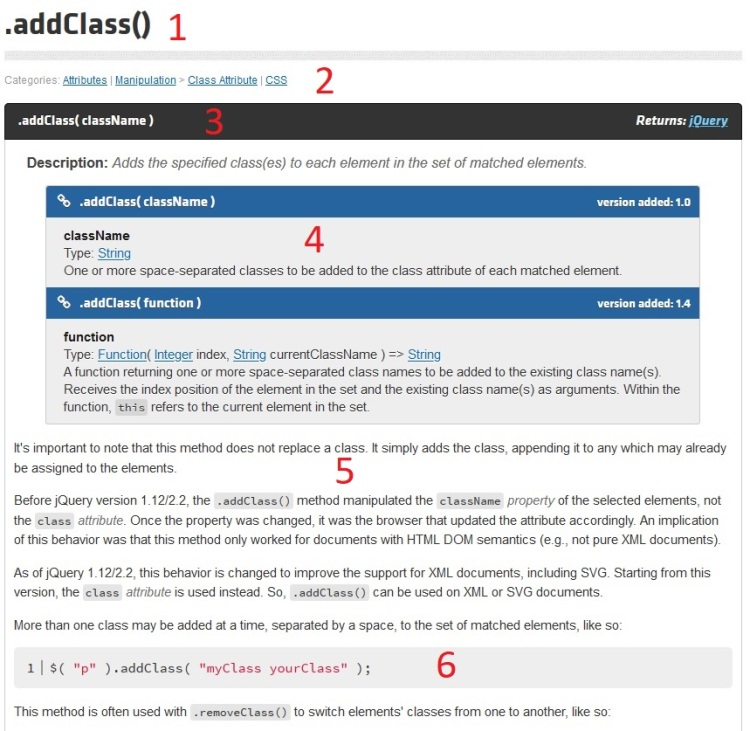 .addClass() 1
Categories: Attributes | Manipulation > Class Attribute | CSS 2
.addClass( className ) 3 Returns: jQuery
Description: Adds the specified class(es) to each element in the set of matched elements.
.addClass( className ) version added: 1.0
className
4
Type: String
One or more space-separated classes to be added to the class attribute of each matched element.
.addClass( function ) version added: 1.4
function
Type: Function( Integer index, String currentClassName ) => String
A function returning one or more space-separated class names to be added to the existing class name(s).
Receives the index position of the element in the set and the existing class name(s) as arguments. Within the
function, this refers to the current element in the set.
It's important to note that this method does not replace a class. It simply adds the class, appending it to any which may already
be assigned to the elements.
5
Before jQuery version 1.12/2.2, the .addClass() method manipulated the className property of the selected elements, not
the class attribute. Once the property was changed, it was the browser that updated the attribute accordingly. An implication
of this behavior was that this method only worked for documents with HTML DOM semantics (e.g., not pure XML documents).
As of jQuery 1.12/2.2, this behavior is changed to improve the support for XML documents, including SVG. Starting from this
version, the class attribute is used instead. So, .addClass() can be used on XML or SVG documents.
More than one class may be added at a time, separated by a space, to the set of matched elements, like so:
1 | $( "p" ).addClass( "myClass yourClass" ); 6
This method is often used with .removeClass() to switch elements' classes from one to another, like so: